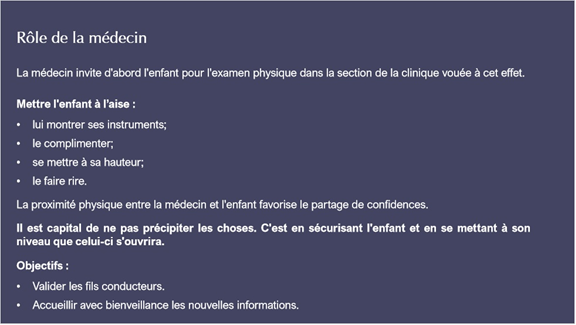 Rôle de la médecin
La médecin invite d'abord l'enfant pour l'examen physique dans la section de la clinique vouée à cet effet.
Mettre l'enfant à l'aise :
• lui montrer ses instruments;
• le complimenter;
• se mettre à sa hauteur;
• le faire rire.
La proximité physique entre la médecin et l'enfant favorise le partage de confidences.
Il est capital de ne pas précipiter les choses. C'est en sécurisant l'enfant et en se mettant à son
niveau que celui-ci s'ouvrira.
Objectifs :
• Valider les fils conducteurs.
• Accueillir avec bienveillance les nouvelles informations.